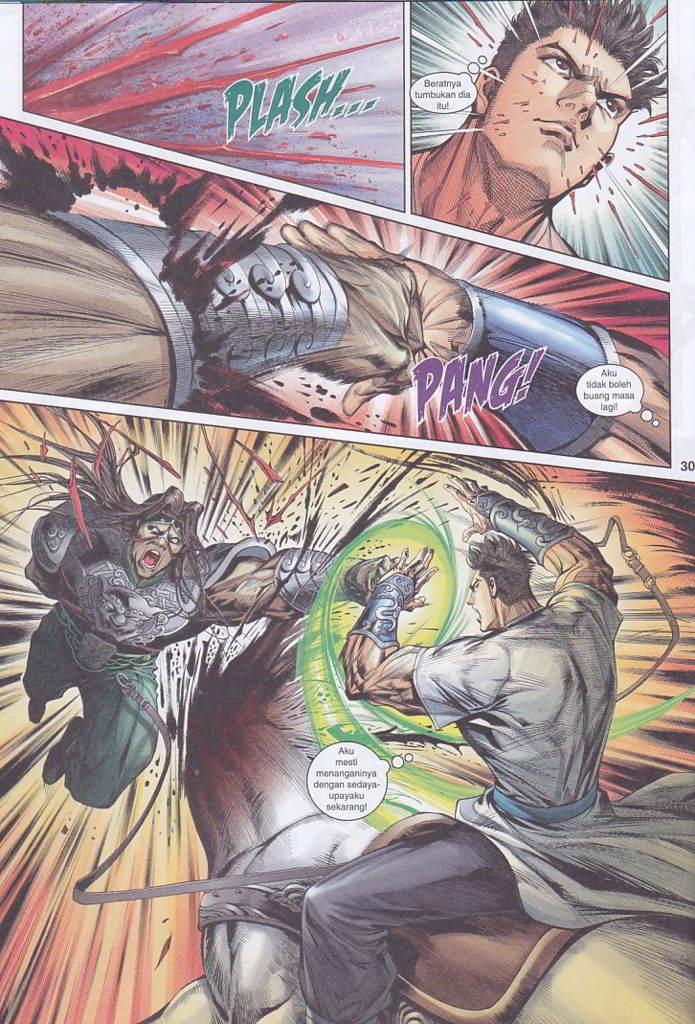 PLASH...
Beratnya
tumbukan dia
itu!
PANG!
Aku
tidak boleh
buang masa
lagi!
30
Aku
mesti
menanganinya
dengan sedaya-
upayaku
sekarang!